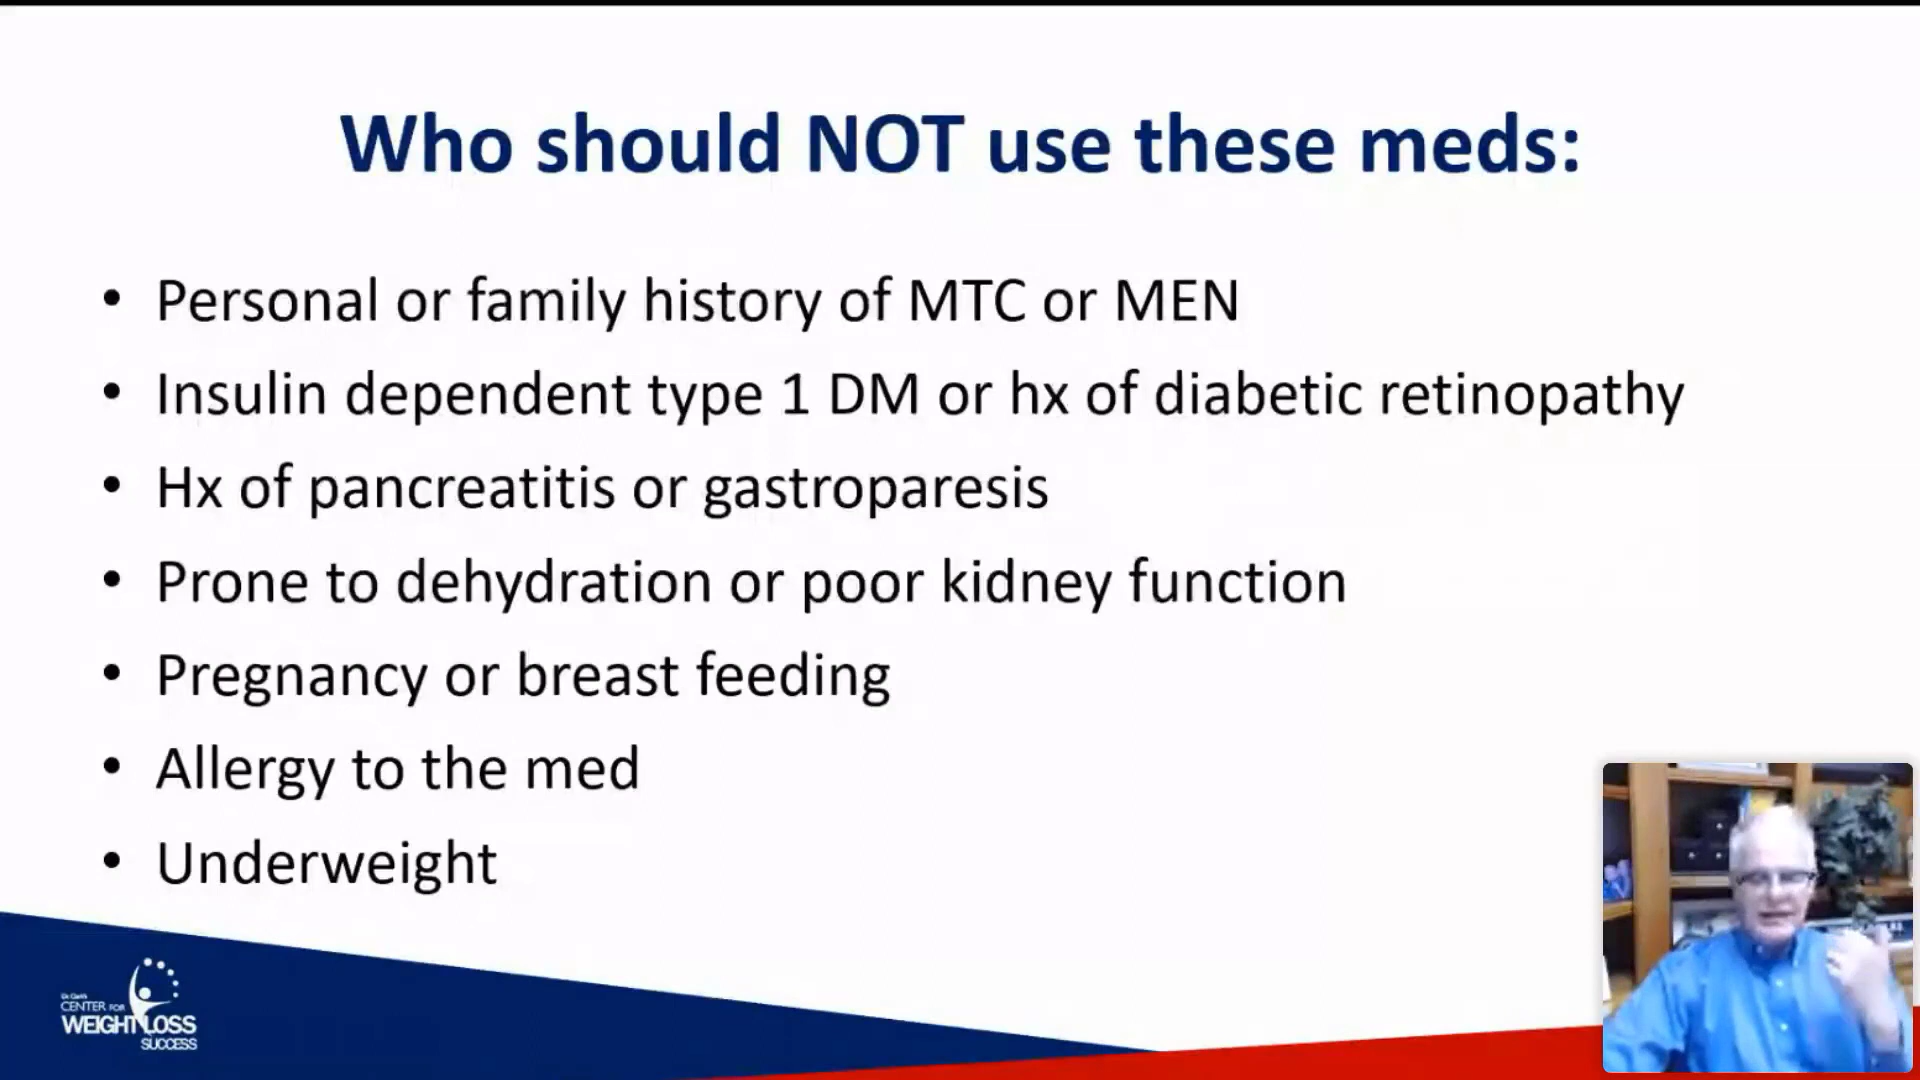 Who should NOT use these meds:
• Personal or family history of MTC or MEN
• Insulin dependent type 1 DM or hx of diabetic retinopathy
• Hx of pancreatitis or gastroparesis
• Prone to dehydration or poor kidney function
• Pregnancy or breast feeding
• Allergy to the med
• Underweight
CENTER FOR
WEIGHT LOSS
SUCCESS